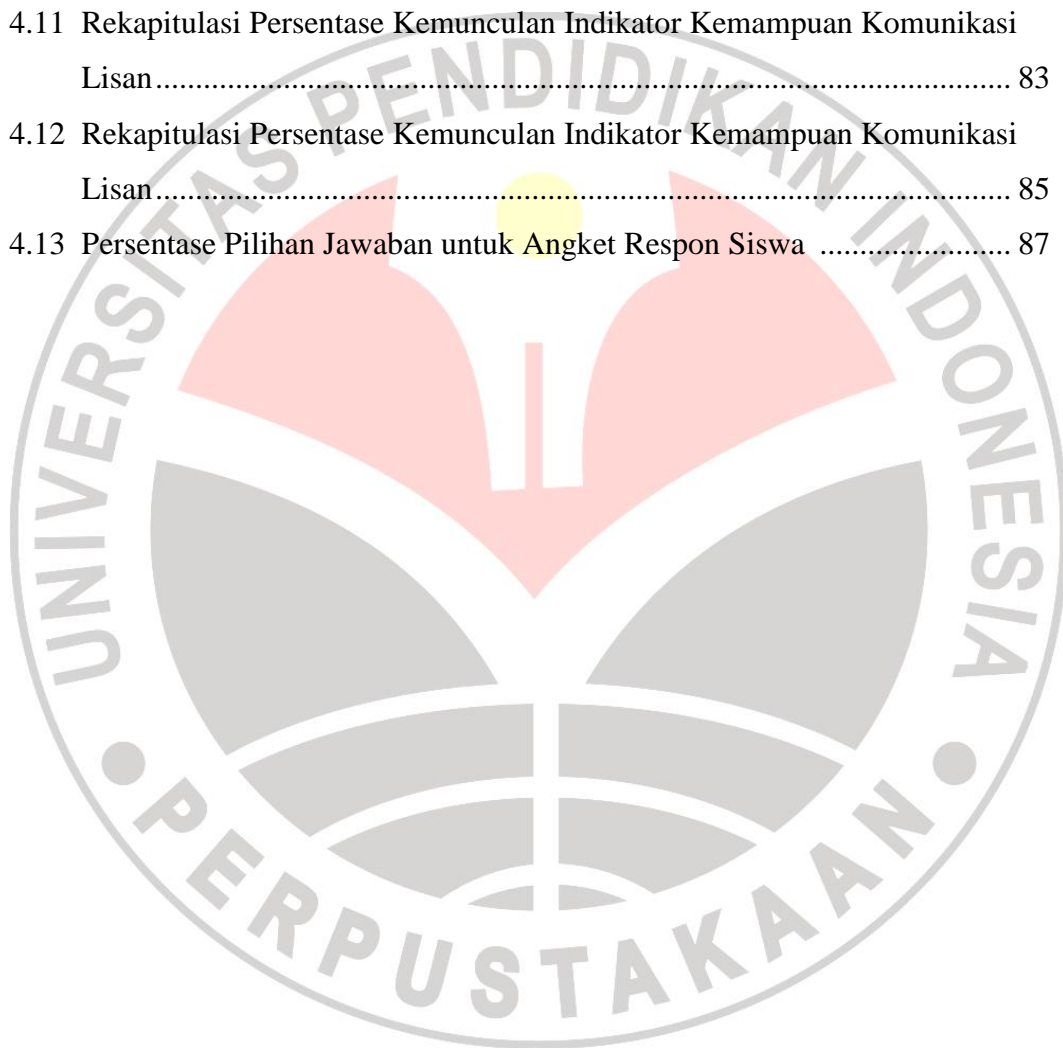 4.11 Rekapitulasi Persentase Kemunculan Indikator Kemampuan Komunikasi
Lisan........................................................................................................ 83
4.12 Rekapitulasi Persentase Kemunculan Indikator Kemampuan Komunikasi
Lisan........................................................................................................ 85
4.13 Persentase Pilihan Jawaban untuk Angket Respon Siswa ........................ 87
UNIVERSITAS PENDIDIKAN INDONESIA
PERPUSTAKAAN